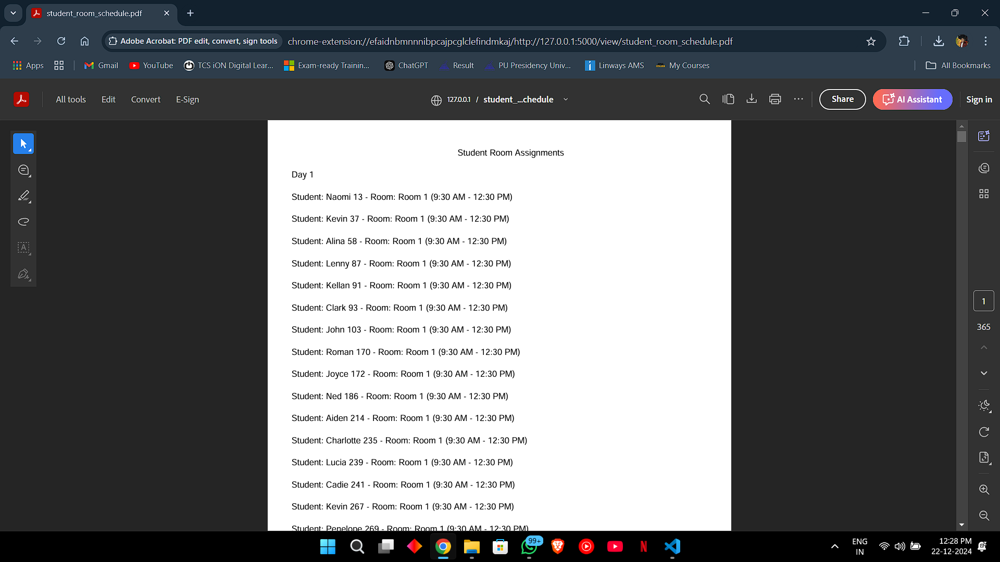 student_room_schedule.pdf
Adobe Acrobat: PDF edit, convert, sign tools
chrome-extension://efaidnbmnnnibpcajpcglclefindmkaj/http://127.0.0.1:5000/view/student_room_schedule.pdf
Apps
Gmail
YouTube
TCS iON Digital Lear...
Exam-ready Trainin...
ChatGPT
Result
PU Presidency Univ...
Linways AMS
My Courses
All Bookmarks
All tools
Edit
Convert
E-Sign
127.0.0.1 / student_...chedule
Share
AI Assistant
Sign in
Student Room Assignments
Day 1
Student: Naomi 13 - Room: Room 1 (9:30 AM - 12:30 PM)
Student: Kevin 37 - Room: Room 1 (9:30 AM - 12:30 PM)
Student: Alina 58 - Room: Room 1 (9:30 AM - 12:30 PM)
Student: Lenny 87 - Room: Room 1 (9:30 AM - 12:30 PM)
Student: Kellan 91 - Room: Room 1 (9:30 AM - 12:30 PM)
Student: Clark 93 - Room: Room 1 (9:30 AM - 12:30 PM)
Student: John 103 - Room: Room 1 (9:30 AM - 12:30 PM)
Student: Roman 170 - Room: Room 1 (9:30 AM - 12:30 PM)
Student: Joyce 172 - Room: Room 1 (9:30 AM - 12:30 PM)
Student: Ned 186 - Room: Room 1 (9:30 AM - 12:30 PM)
Student: Aiden 214 - Room: Room 1 (9:30 AM - 12:30 PM)
Student: Charlotte 235 - Room: Room 1 (9:30 AM - 12:30 PM)
Student: Lucia 239 - Room: Room 1 (9:30 AM - 12:30 PM)
Student: Cadie 241 - Room: Room 1 (9:30 AM - 12:30 PM)
Student: Kevin 267 - Room: Room 1 (9:30 AM - 12:30 PM)
Student: Penelope 269 - Room: Room 1 (9:30 AM - 12:30 PM)
1
365
99+
ENG
IN
12:28 PM
22-12-2024